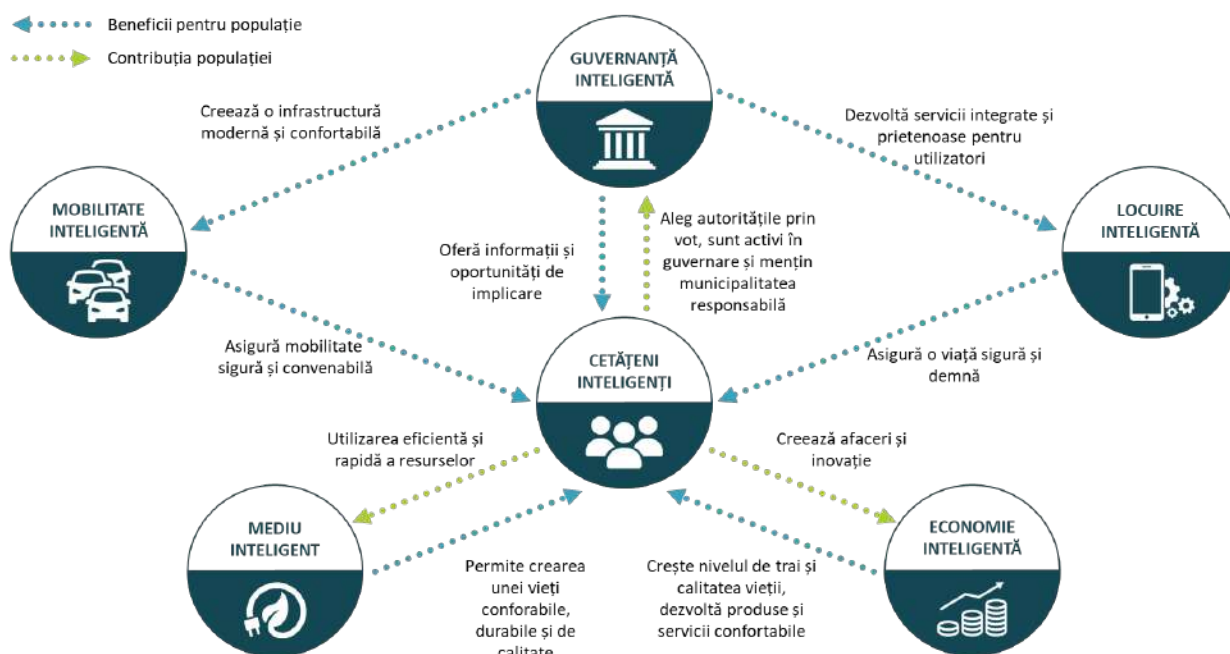 Beneficii pentru populație
Contribuția populației
GUVERNANȚĂ
INTELIGENTĂ
Creează o infrastructură
modernă și confortabilă
Dezvoltă servicii integrate și
prietenoase pentru
utilizatori
MOBILITATE
INTELIGENTĂ
LOCUIRE
INTELIGENTĂ
Oferă informații și
oportunități de
implicare
Aleg autoritățile prin
vot, sunt activi în
guvernare și mențin
municipalitatea
responsabilă
Asigură mobilitate
sigură și convenabilă
CETĂȚENI
INTELIGENȚI
Asigură o viață sigură și
demnă
Utilizarea eficientă și
rapidă a resurselor
Creează afaceri și
inovație
MEDIU
INTELIGENT
ECONOMIE
INTELIGENTĂ
Permite crearea
unei vieți
conforabile,
durabile și de
calitate
Crește nivelul de trai și
calitatea vieții,
dezvoltă produse și
servicii confortabile